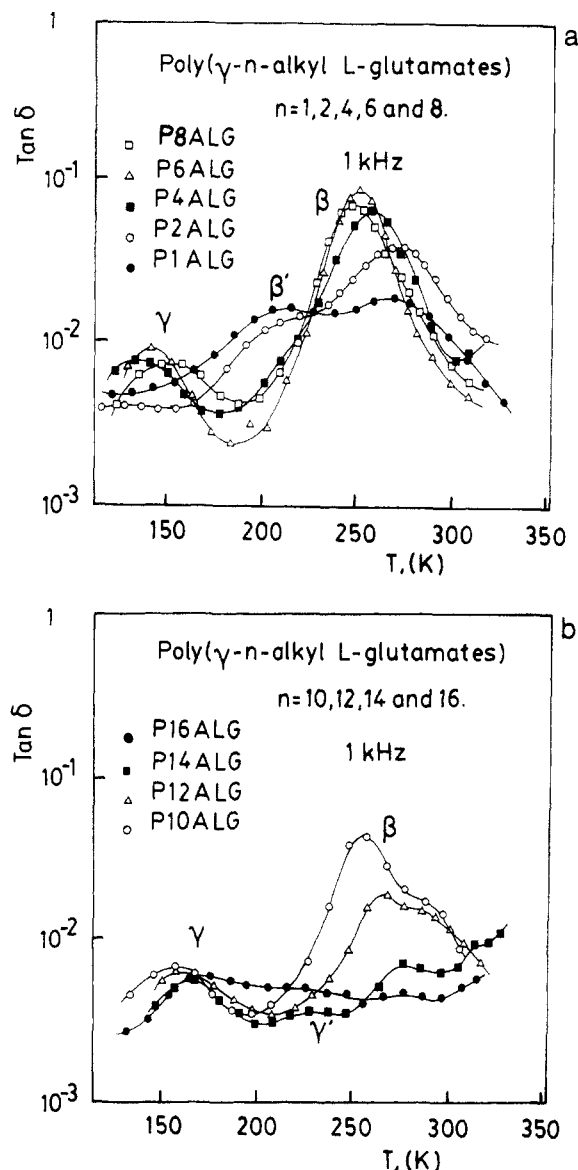 a
1
Poly(γ-n-alkyl L-glutamates)
n=1,2,4,6 and 8.
Tan δ
P8ALG
P6ALG
1 kHz
10⁻¹
P4ALG
β
P2ALG
P1ALG
β'
γ
10⁻²
10⁻³
150 200 250 300 350
T,(K)
b
1
Poly(γ-n-alkyl L-glutamates)
n=10,12,14 and 16.
Tan δ
P16ALG
1 kHz
P14ALG
10⁻¹
P12ALG
P10ALG
β
γ
10⁻²
γ'
10⁻³
150 200 250 300 350
T,(K)